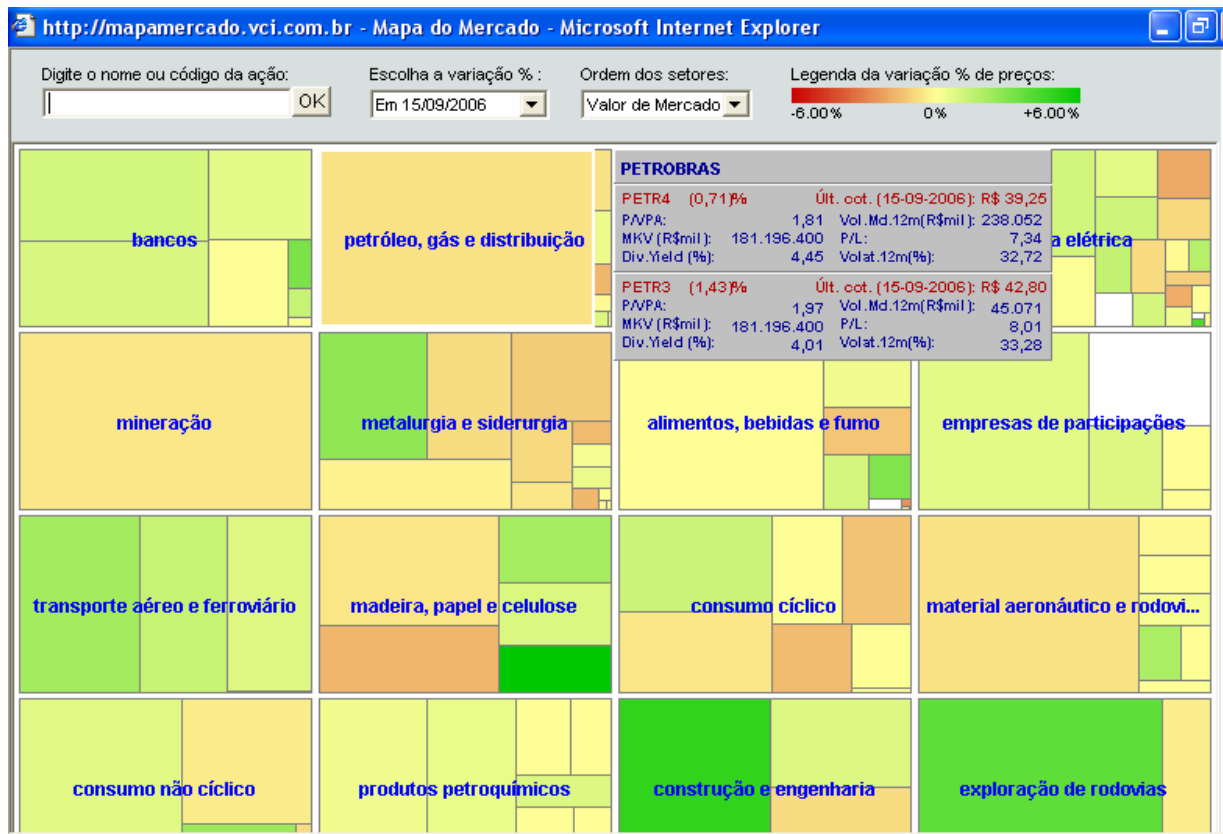 http://mapamercado.vci.com.br - Mapa do Mercado - Microsoft Internet Explorer
Digite o nome ou código da ação:
OK
Escolha a variação % :
Em 15/09/2006
Ordem dos setores:
Valor de Mercado
Legenda da variação % de preços:
-6.00% 0% +6.00%
bancos
petróleo, gás e distribuição
a elétrica
PETROBRAS
PETR4 (0,71)% Últ. cot. (15-09-2006): R$ 39,25
P/VPA: 1,81 Vol.Md.12m(R$mil): 238.052
MKV (R$mil): 181.196.400 P/L: 7,34
Div.Yield (%): 4,45 Volat.12m(%): 32,72
PETR3 (1,43)% Últ. cot. (15-09-2006): R$ 42,80
P/VPA: 1,97 Vol.Md.12m(R$mil): 45.071
MKV (R$mil): 181.196.400 P/L: 8,01
Div.Yield (%): 4,01 Volat.12m(%): 33,28
mineração
metalurgia e siderurgia
alimentos, bebidas e fumo
empresas de participações
transporte aéreo e ferroviário
madeira, papel e celulose
consumo cíclico
material aeronáutico e rodovi...
consumo não cíclico
produtos petroquímicos
construção e engenharia
exploração de rodovias